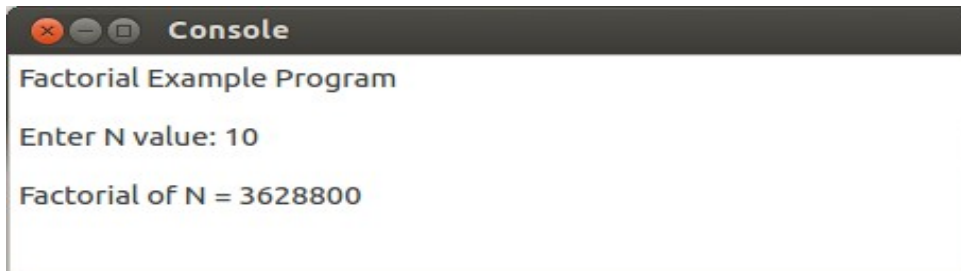 Console
Factorial Example Program
Enter N value: 10
Factorial of N = 3628800